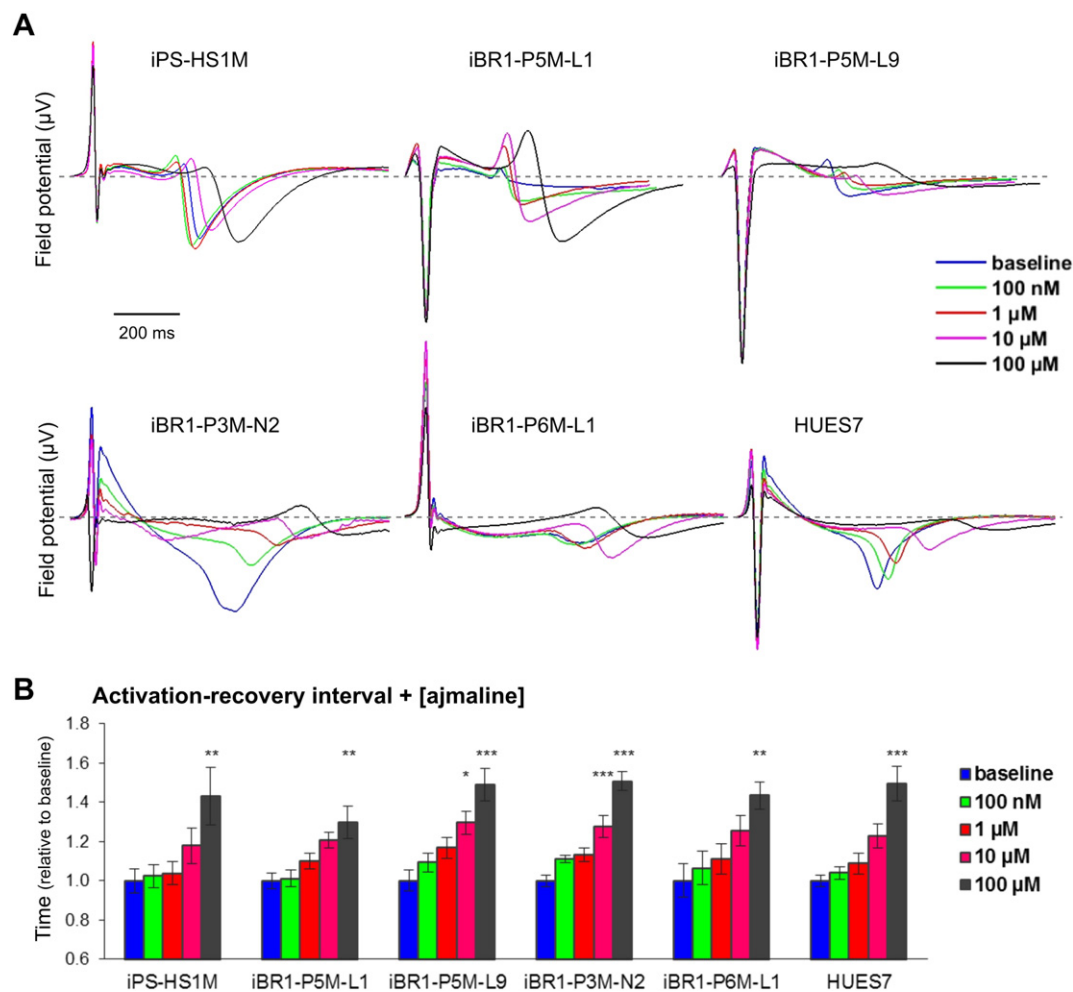 A
iPS-HS1M
iBR1-P5M-L1
iBR1-P5M-L9
Field potential (µV)
baseline
100 nM
1 µM
10 µM
100 µM
200 ms
iBR1-P3M-N2
iBR1-P6M-L1
HUES7
Field potential (µV)
B
Activation-recovery interval + [ajmaline]
Time (relative to baseline)
1.8
1.6
1.4
1.2
1.0
0.8
0.6
**
**
***
*
***
***
**
***
baseline
100 nM
1 µM
10 µM
100 µM
iPS-HS1M
iBR1-P5M-L1
iBR1-P5M-L9
iBR1-P3M-N2
iBR1-P6M-L1
HUES7